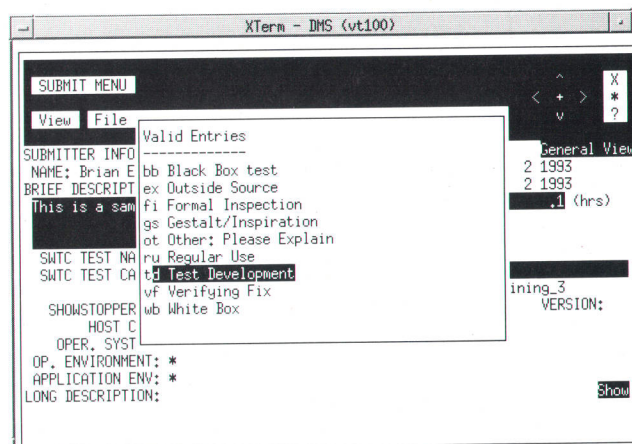 XTerm - DMS (vt100)
SUBMIT MENU
^ X
< + > *
View File v ?
Valid Entries
-------------
SUBMITTER INFO General View
NAME: Brian E bb Black Box test 2 1993
BRIEF DESCRIPT ex Outside Source 2 1993
This is a sam fi Formal Inspection .1 (hrs)
gs Gestalt/Inspiration
ot Other: Please Explain
SWTC TEST NA ru Regular Use
SWTC TEST CA td Test Development
vf Verifying Fix ining_3
SHOWSTOPPER wb White Box VERSION:
HOST C
OPER. SYST
OP. ENVIRONMENT: *
APPLICATION ENV: *
LONG DESCRIPTION: Show